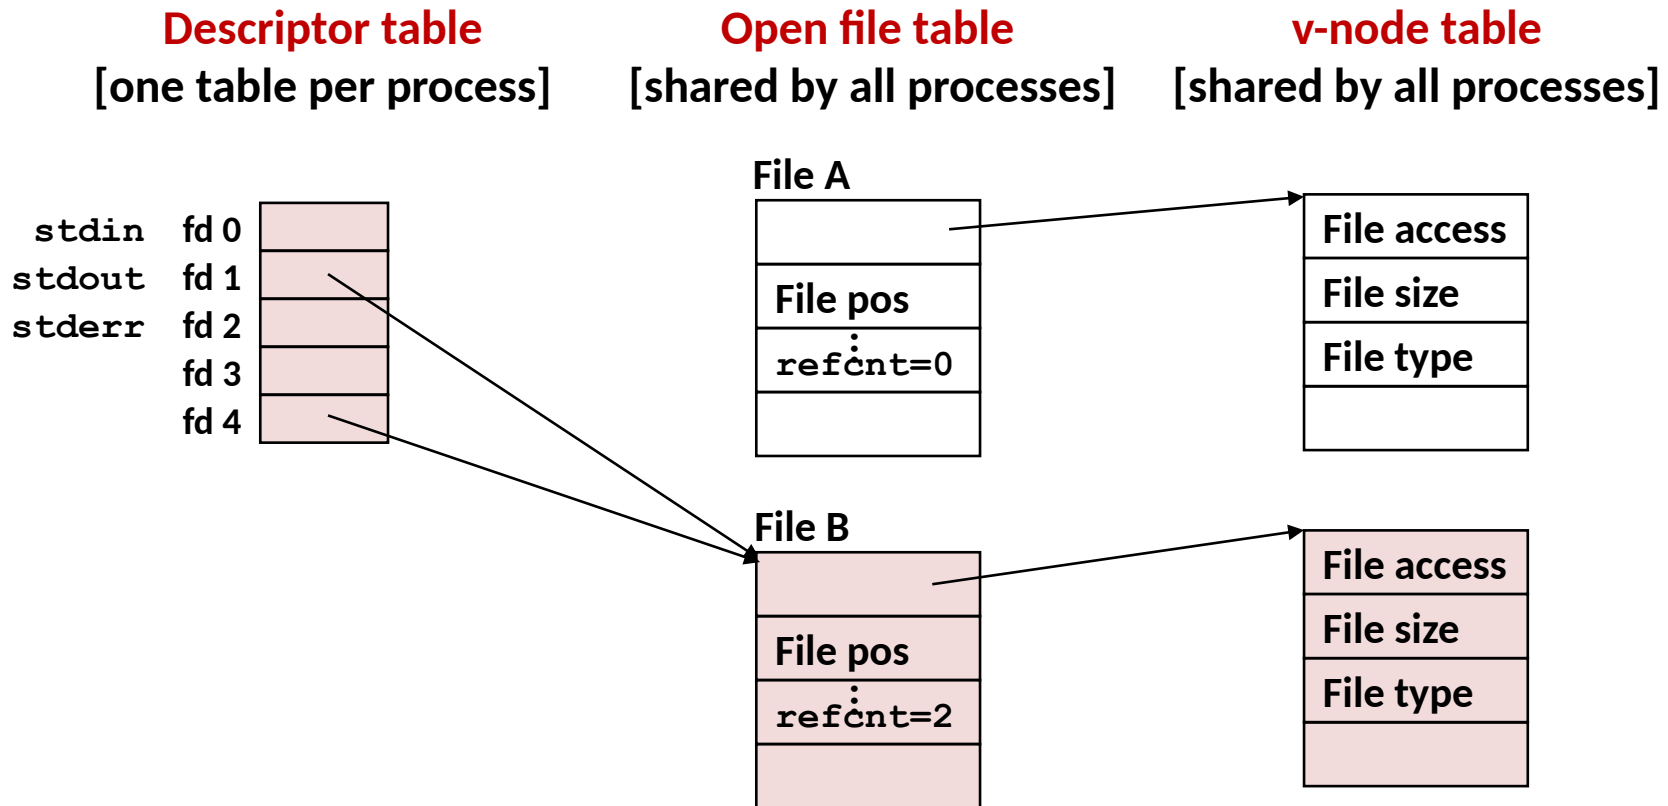 Descriptor table
[one table per process]
Open file table
[shared by all processes]
v-node table
[shared by all processes]
stdin fd 0
stdout fd 1
stderr fd 2
fd 3
fd 4
File A
File pos
refcnt=0
File access
File size
File type
File B
File pos
refcnt=2
File access
File size
File type